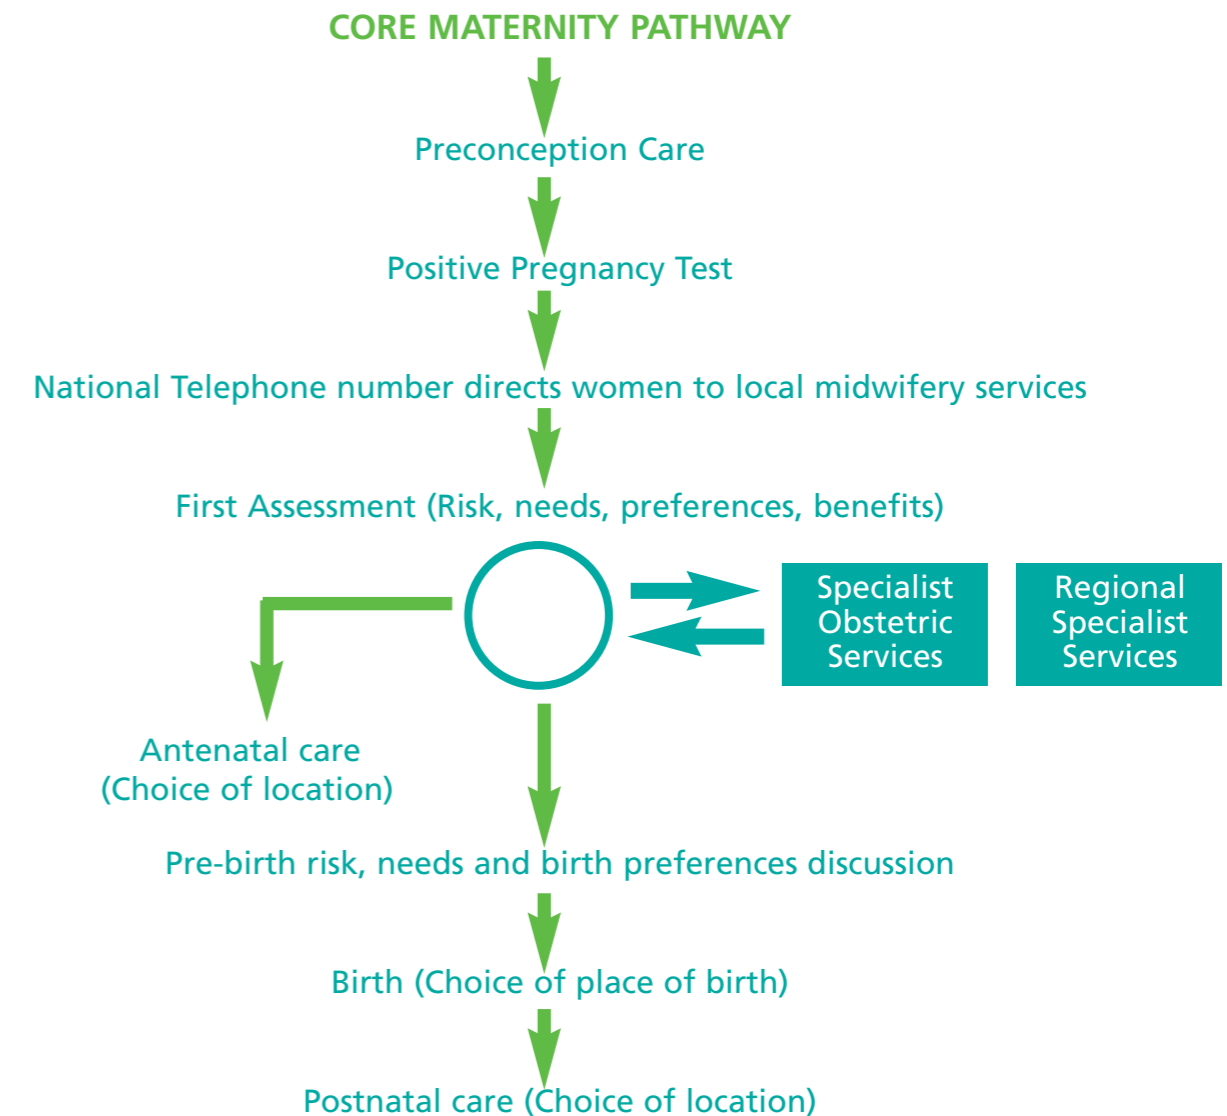 CORE MATERNITY PATHWAY
Preconception Care
Positive Pregnancy Test
National Telephone number directs women to local midwifery services
First Assessment (Risk, needs, preferences, benefits)
Specialist
Obstetric
Services
Regional
Specialist
Services
Antenatal care
(Choice of location)
Pre-birth risk, needs and birth preferences discussion
Birth (Choice of place of birth)
Postnatal care (Choice of location)